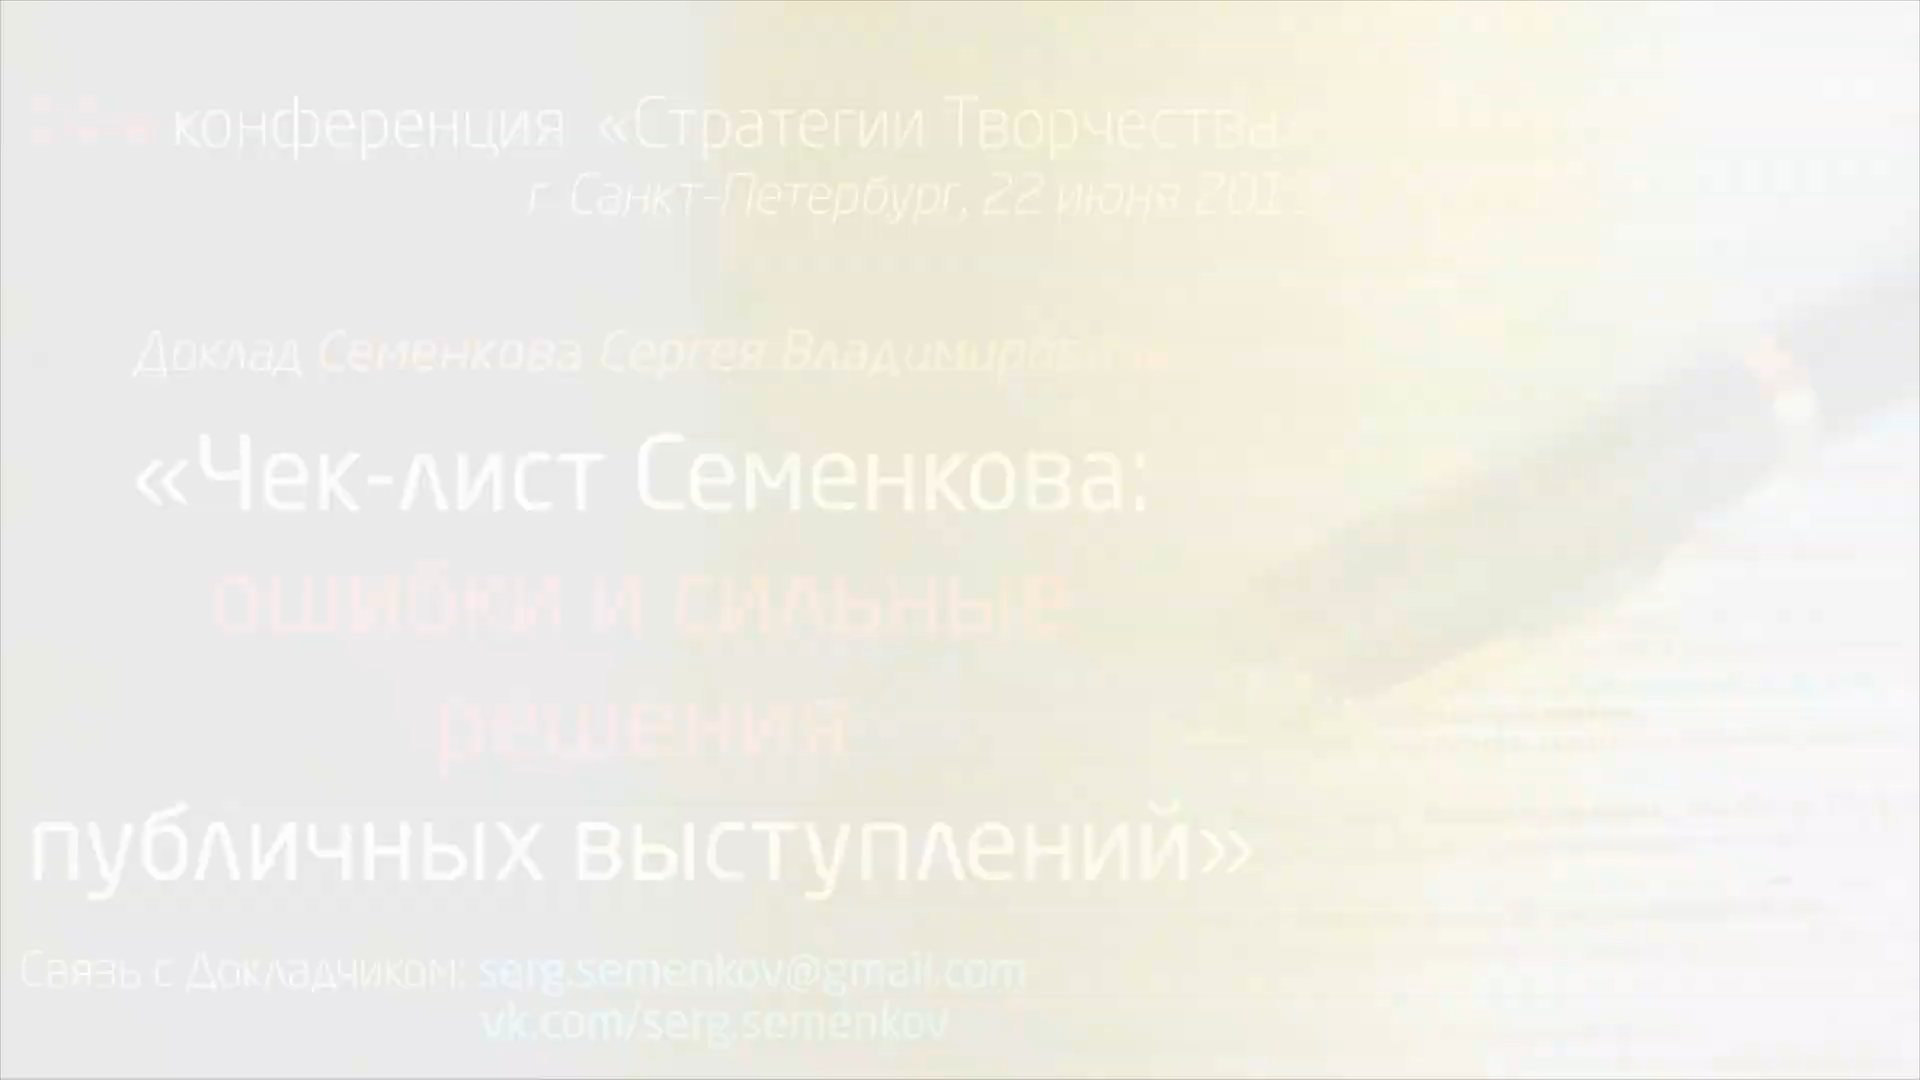 конференция «Стратегии Творчества
г. Санкт-Петербург, 22 июня
Доклад Семенкова Сергея Владимировича
«Чек-лист Семенкова:
ошибки и сильные
решения
публичных выступлений»
Связь с Докладчиком: serg.semenkov@gmail.com
vk.com/serg.semenkov